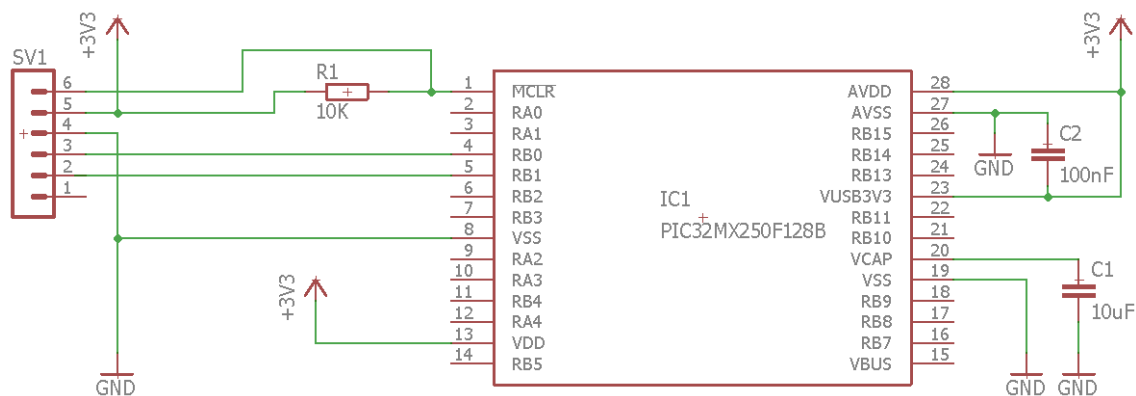 +3V3
+3V3
SV1
6
5
4
3
2
1
R1
10K
1 MCLR AVDD 28
2 RA0 AVSS 27
3 RA1 RB15 26
4 RB0 RB14 25
5 RB1 RB13 24
6 RB2 VUSB3V3 23
7 RB3 RB11 22
8 VSS RB10 21
9 RA2 VCAP 20
10 RA3 VSS 19
11 RB4 RB9 18
12 RA4 RB8 17
13 VDD RB7 16
14 RB5 VBUS 15
IC1
PIC32MX250F128B
C2
100nF
GND
+3V3
C1
10uF
GND
GND
GND